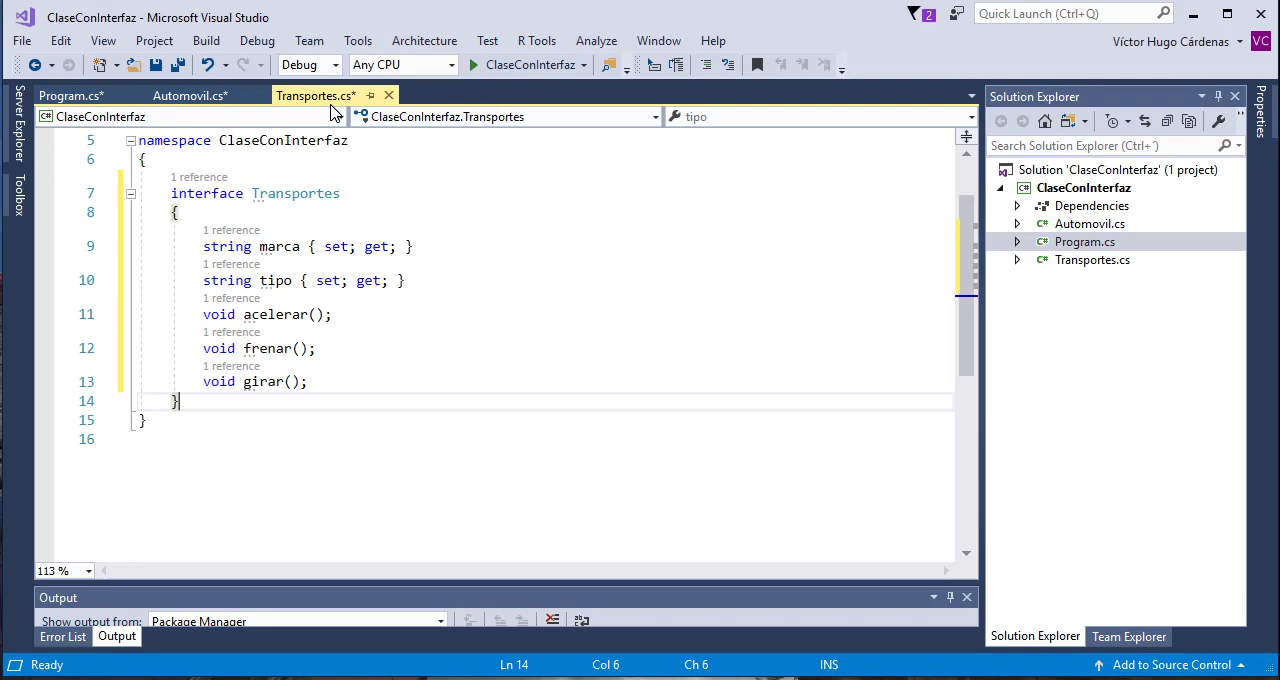 ClaseConInterfaz - Microsoft Visual Studio
2
Quick Launch (Ctrl+Q)
File Edit View Project Build Debug Team Tools Architecture Test R Tools Analyze Window Help
Víctor Hugo Cárdenas VC
Debug Any CPU ClaseConInterfaz
Server Explorer
Toolbox
Program.cs* Automovil.cs* Transportes.cs*
C# ClaseConInterfaz ClaseConInterfaz.Transportes tipo
5 namespace ClaseConInterfaz
6 {
1 reference
7 interface Transportes
8 {
1 reference
9 string marca { set; get; }
1 reference
10 string tipo { set; get; }
1 reference
11 void acelerar();
1 reference
12 void frenar();
1 reference
13 void girar();
14 }
15 }
16
113 %
Output
Show output from: Package Manager
Error List Output
Solution Explorer
Search Solution Explorer (Ctrl+´)
Solution 'ClaseConInterfaz' (1 project)
C# ClaseConInterfaz
Dependencies
C# Automovil.cs
C# Program.cs
C# Transportes.cs
Solution Explorer Team Explorer
Properties
Ready Ln 14 Col 6 Ch 6 INS Add to Source Control